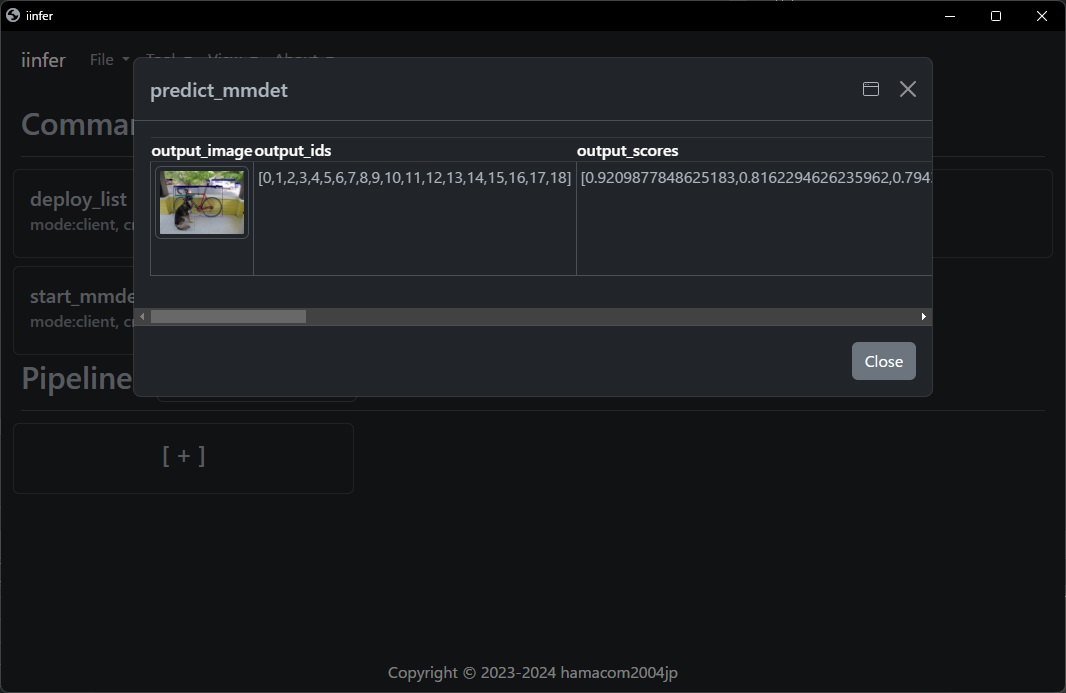 iinfer
iinfer File Tool View About
predict_mmdet
Comma
output_image output_ids output_scores
[0,1,2,3,4,5,6,7,8,9,10,11,12,13,14,15,16,17,18] [0.9209877848625183,0.8162294626235962,0.794
deploy_list
mode:client, c
start_mmde
mode:client, c
Close
Pipeline
[ + ]
Copyright © 2023-2024 hamacom2004jp